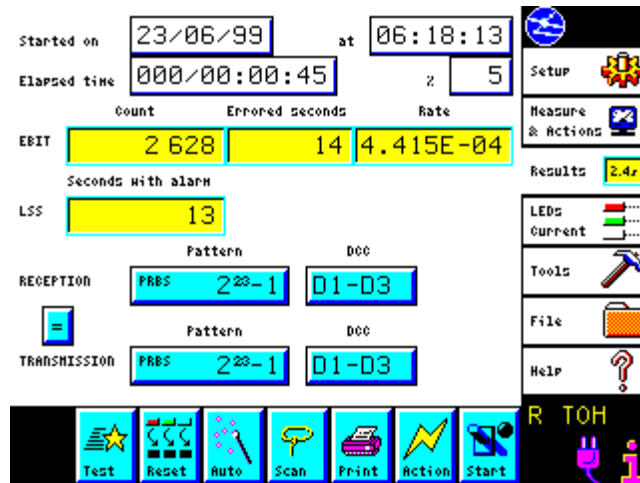 Started on 23/06/99 at 06:18:13
Elapsed time 000/00:00:45 % 5
Count Errored seconds Rate
EBIT 2 628 14 4.415E-04
Seconds with alarm
LSS 13
Pattern DCC
RECEPTION PRBS 2²³-1 D1-D3
=
Pattern DCC
TRANSMISSION PRBS 2²³-1 D1-D3
Test Reset Auto Scan Print Action Start
Setup
Measure
& Actions
Results
LEDs
Current
Tools
File
Help
R TOH